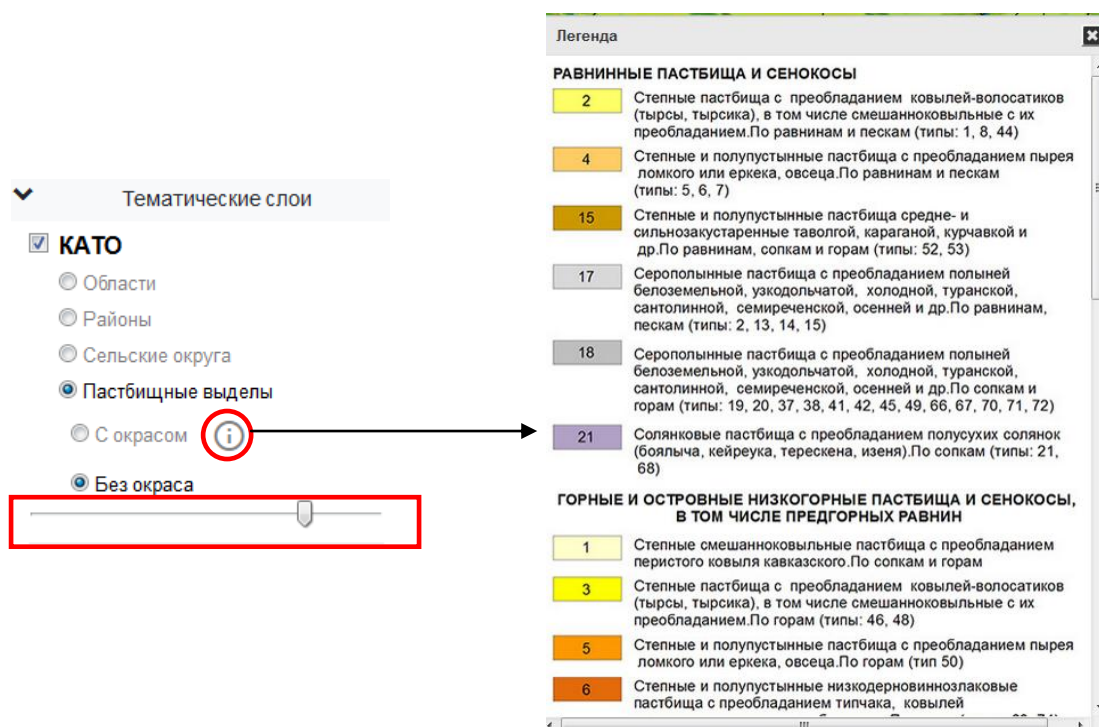 Тематические слои
КАТО
Области
Районы
Сельские округа
Пастбищные выделы
С окрасом
Без окраса
Легенда
РАВНИННЫЕ ПАСТБИЩА И СЕНОКОСЫ
2 Степные пастбища с преобладанием ковылей-волосатиков
(тырсы, тырсика), в том числе смешанноковыльные с их
преобладанием.По равнинам и пескам (типы: 1, 8, 44)
4 Степные и полупустынные пастбища с преобладанием пырея
ломкого или еркека, овсеца.По равнинам и пескам
(типы: 5, 6, 7)
15 Степные и полупустынные пастбища средне- и
сильнозакустаренные таволгой, караганой, курчавкой и
др.По равнинам, сопкам и горам (типы: 52, 53)
17 Серополынные пастбища с преобладанием полыней
белоземельной, узкодольчатой, холодной, туранской,
сантолинной, семиреченской, осенней и др.По равнинам,
пескам (типы: 2, 13, 14, 15)
18 Серополынные пастбища с преобладанием полыней
белоземельной, узкодольчатой, холодной, туранской,
сантолинной, семиреченской, осенней и др.По сопкам и
горам (типы: 19, 20, 37, 38, 41, 42, 45, 49, 66, 67, 70, 71, 72)
21 Солянковые пастбища с преобладанием полусухих солянок
(боялыча, кейреука, терескена, изеня).По сопкам (типы: 21,
68)
ГОРНЫЕ И ОСТРОВНЫЕ НИЗКОГОРНЫЕ ПАСТБИЩА И СЕНОКОСЫ,
В ТОМ ЧИСЛЕ ПРЕДГОРНЫХ РАВНИН
1 Степные смешанноковыльные пастбища с преобладанием
перистого ковыля кавказского.По сопкам и горам
3 Степные пастбища с преобладанием ковылей-волосатиков
(тырсы, тырсика), в том числе смешанноковыльные с их
преобладанием.По горам (типы: 46, 48)
5 Степные и полупустынные пастбища с преобладанием пырея
ломкого или еркека, овсеца.По горам (тип 50)
6 Степные и полупустынные низкодерновиннозлаковые
пастбища с преобладанием типчака, ковылей